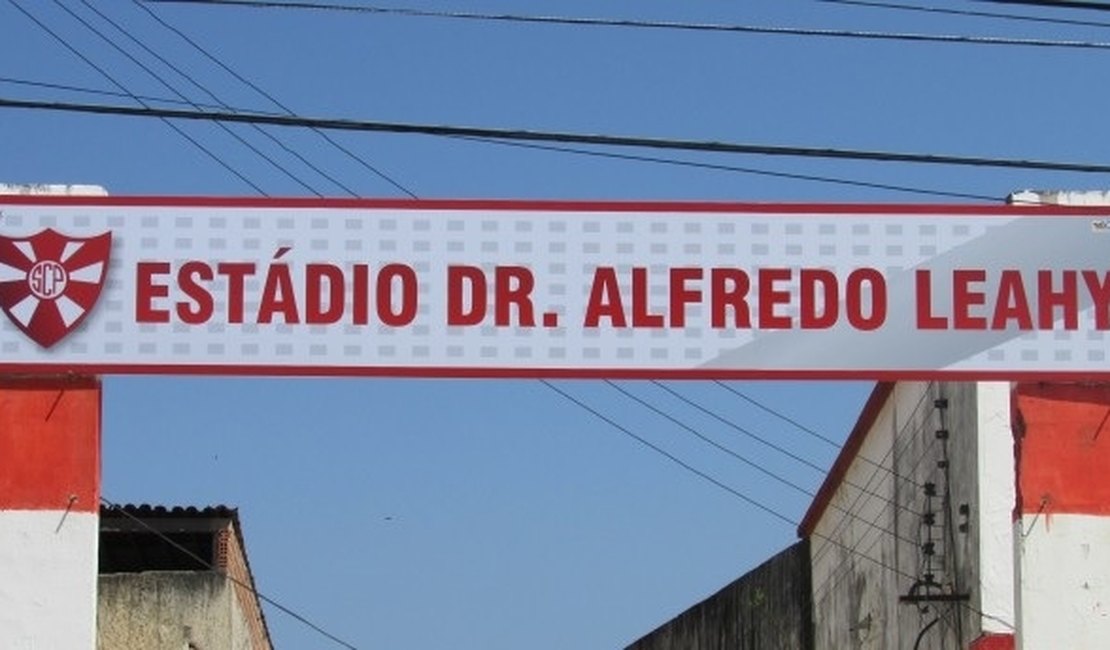 SCP
ESTÁDIO DR. ALFREDO LEAHY